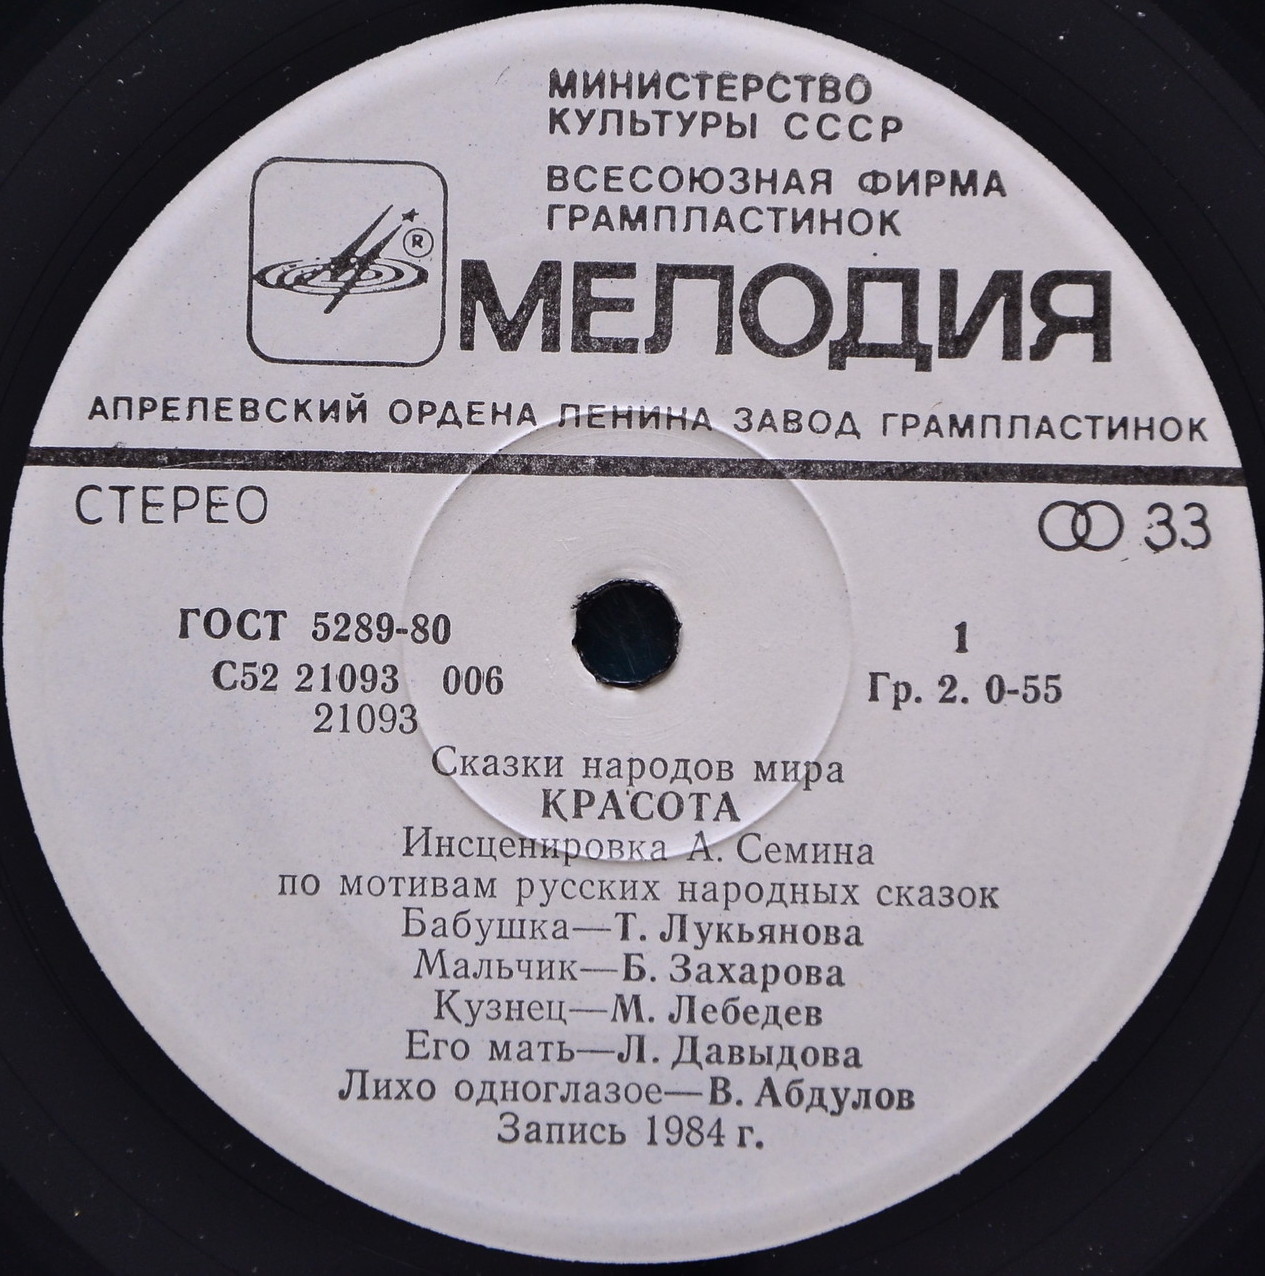 МИНИСТЕРСТВО
КУЛЬТУРЫ СССР
ВСЕСОЮЗНАЯ ФИРМА
ГРАМПЛАСТИНОК
®
МЕЛОДИЯ
АПРЕЛЕВСКИЙ ОРДЕНА ЛЕНИНА ЗАВОД ГРАМПЛАСТИНОК
СТЕРЕО
33
ГОСТ 5289-80
1
С52 21093 006
Гр. 2. 0-55
21093
Сказки народов мира
КРАСОТА
Инсценировка А. Семина
по мотивам русских народных сказок
Бабушка—Т. Лукьянова
Мальчик—Б. Захарова
Кузнец—М. Лебедев
Его мать—Л. Давыдова
Лихо одноглазое—В. Абдулов
Запись 1984 г.